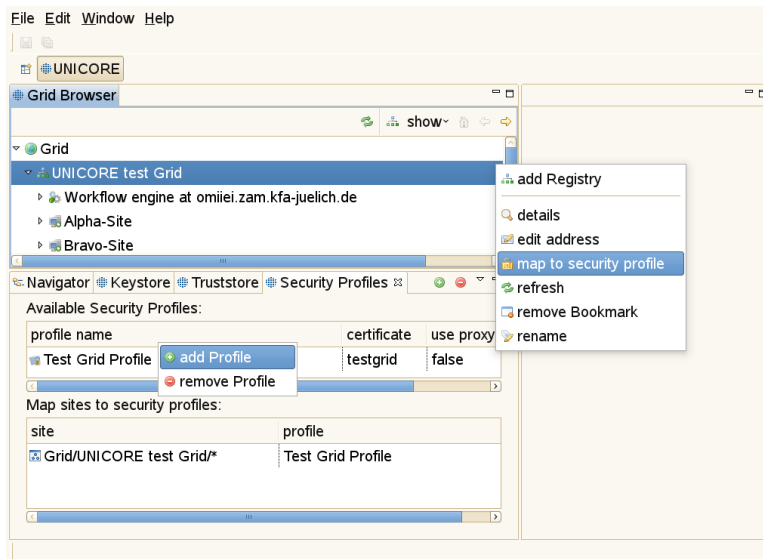 File Edit Window Help
UNICORE
Grid Browser
show
Grid
UNICORE test Grid
Workflow engine at omiiei.zam.kfa-juelich.de
Alpha-Site
Bravo-Site
add Registry
details
edit address
map to security profile
refresh
remove Bookmark
rename
Navigator Keystore Truststore Security Profiles
Available Security Profiles:
profile name certificate use proxy
Test Grid Profile testgrid false
add Profile
remove Profile
Map sites to security profiles:
site profile
Grid/UNICORE test Grid/* Test Grid Profile